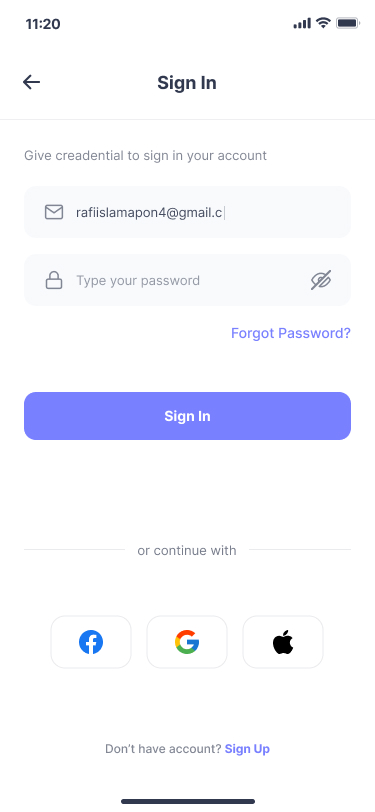 11:20
Sign In
Give creadential to sign in your account
rafiislamapon4@gmail.c
Type your password
Forgot Password?
Sign In
or continue with
Don't have account? Sign Up